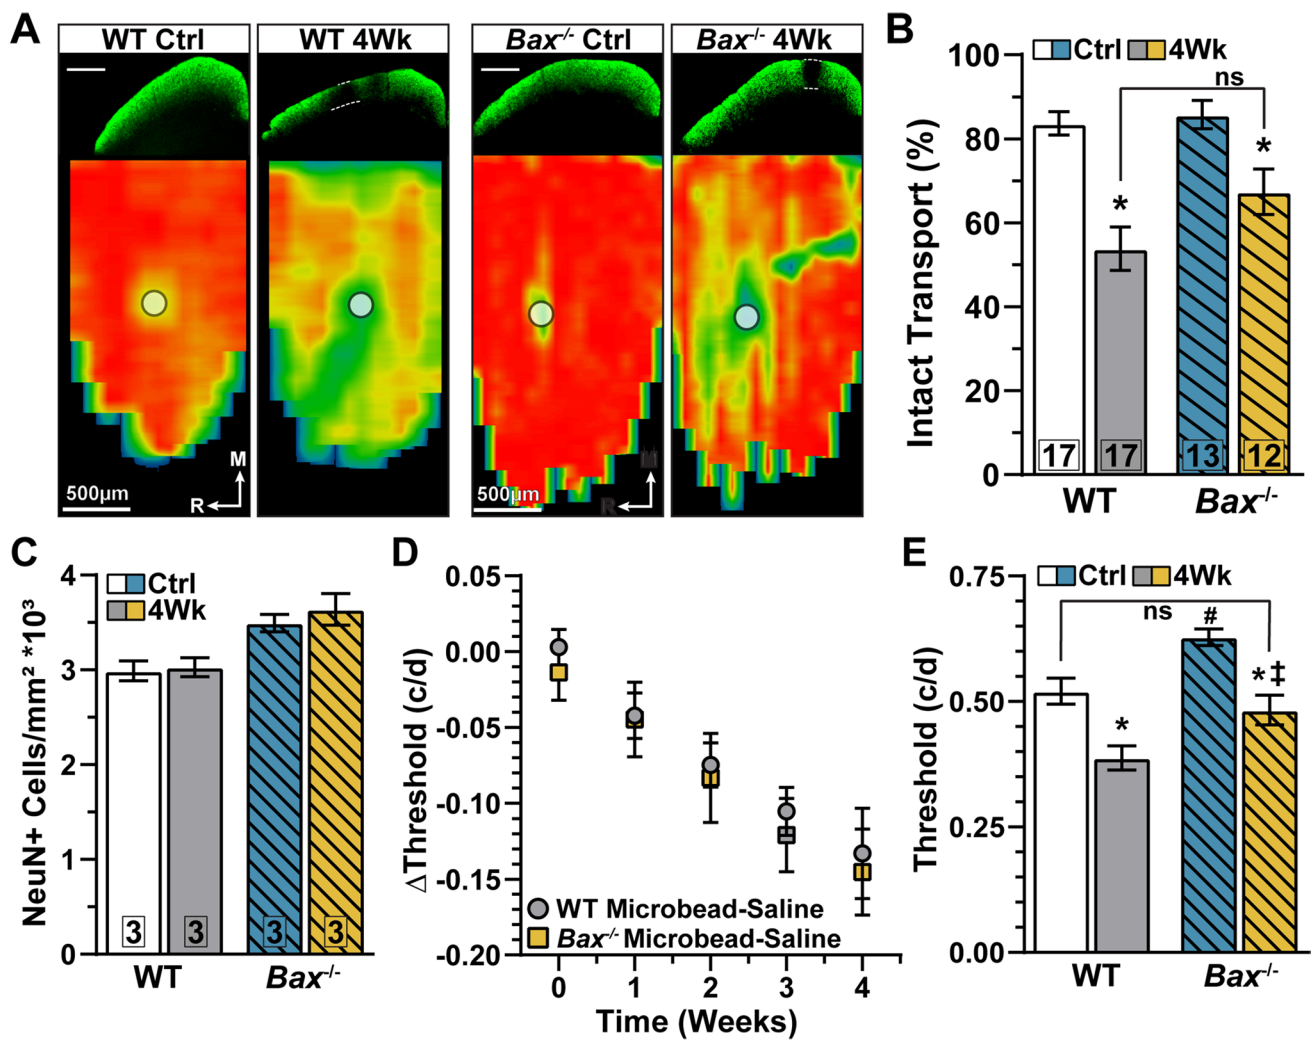 A
WT Ctrl
WT 4Wk
Bax-/- Ctrl
Bax-/- 4Wk
500µm
M
R
500µm
M
R
B
Ctrl
4Wk
ns
*
*
Intact Transport (%)
100
80
60
40
20
0
17
17
13
12
WT
Bax-/-
C
Ctrl
4Wk
NeuN+ Cells/mm² *10³
4
3
2
1
0
3
3
3
3
WT
Bax-/-
D
ΔThreshold (c/d)
0.05
0.00
-0.05
-0.10
-0.15
-0.20
WT Microbead-Saline
Bax-/- Microbead-Saline
0
1
2
3
4
Time (Weeks)
E
Ctrl
4Wk
ns
#
*‡
*
Threshold (c/d)
0.75
0.50
0.25
0.00
WT
Bax-/-